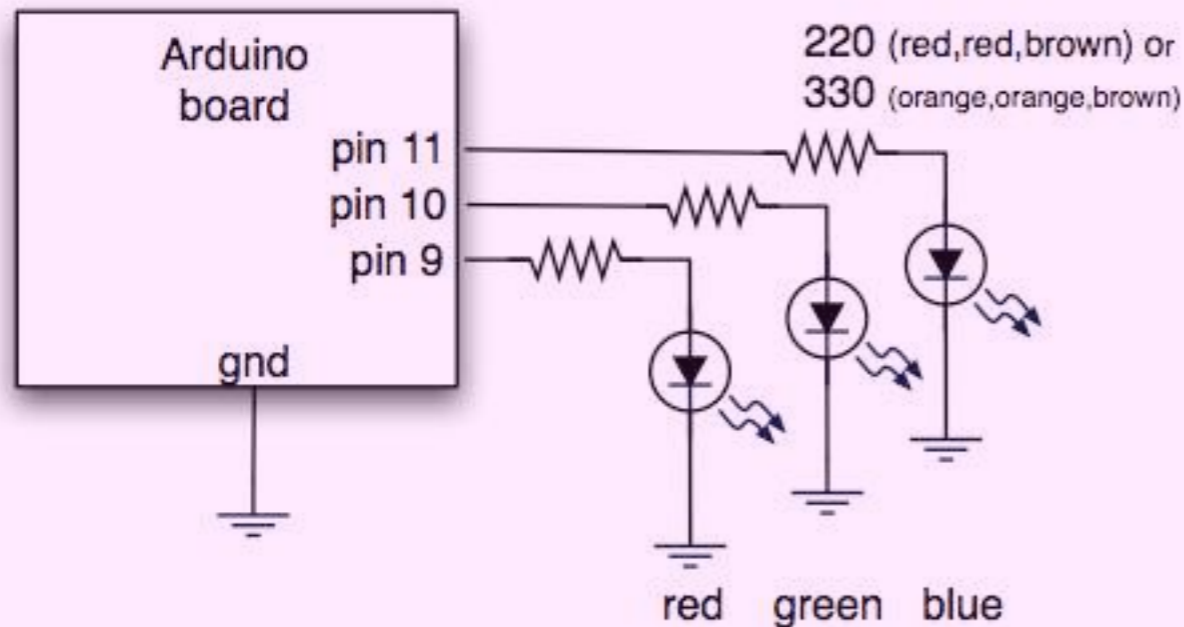 Arduino
board
220 (red,red,brown) or
330 (orange,orange,brown)
pin 11
pin 10
pin 9
gnd
red green blue